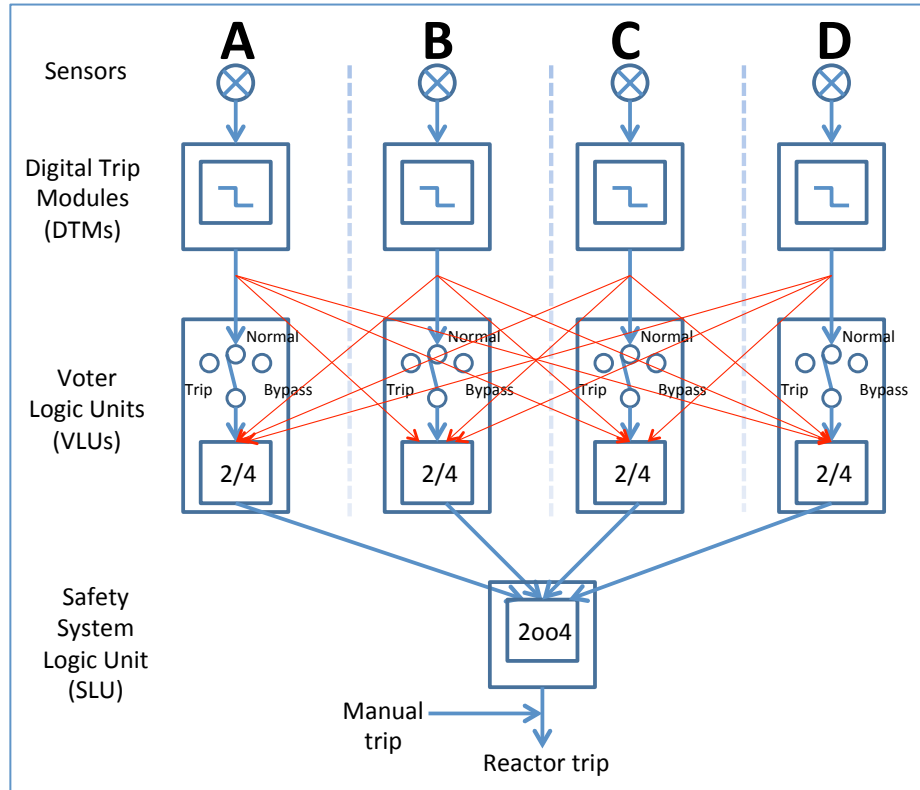 A B C D
Sensors
Digital Trip
Modules
(DTMs)
Normal Normal Normal Normal
Trip Bypass Trip Bypass Trip Bypass Trip Bypass
Voter
Logic Units
(VLUs)
2/4 2/4 2/4 2/4
Safety
System
Logic Unit
(SLU)
2oo4
Manual
trip
Reactor trip